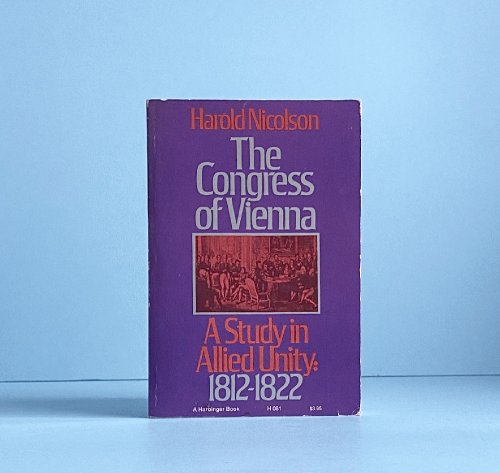 Harold Nicolson
The
Congress
of Vienna
A Study in
Allied Unity:
1812-1822
A Harbinger Book H 081 $3.95